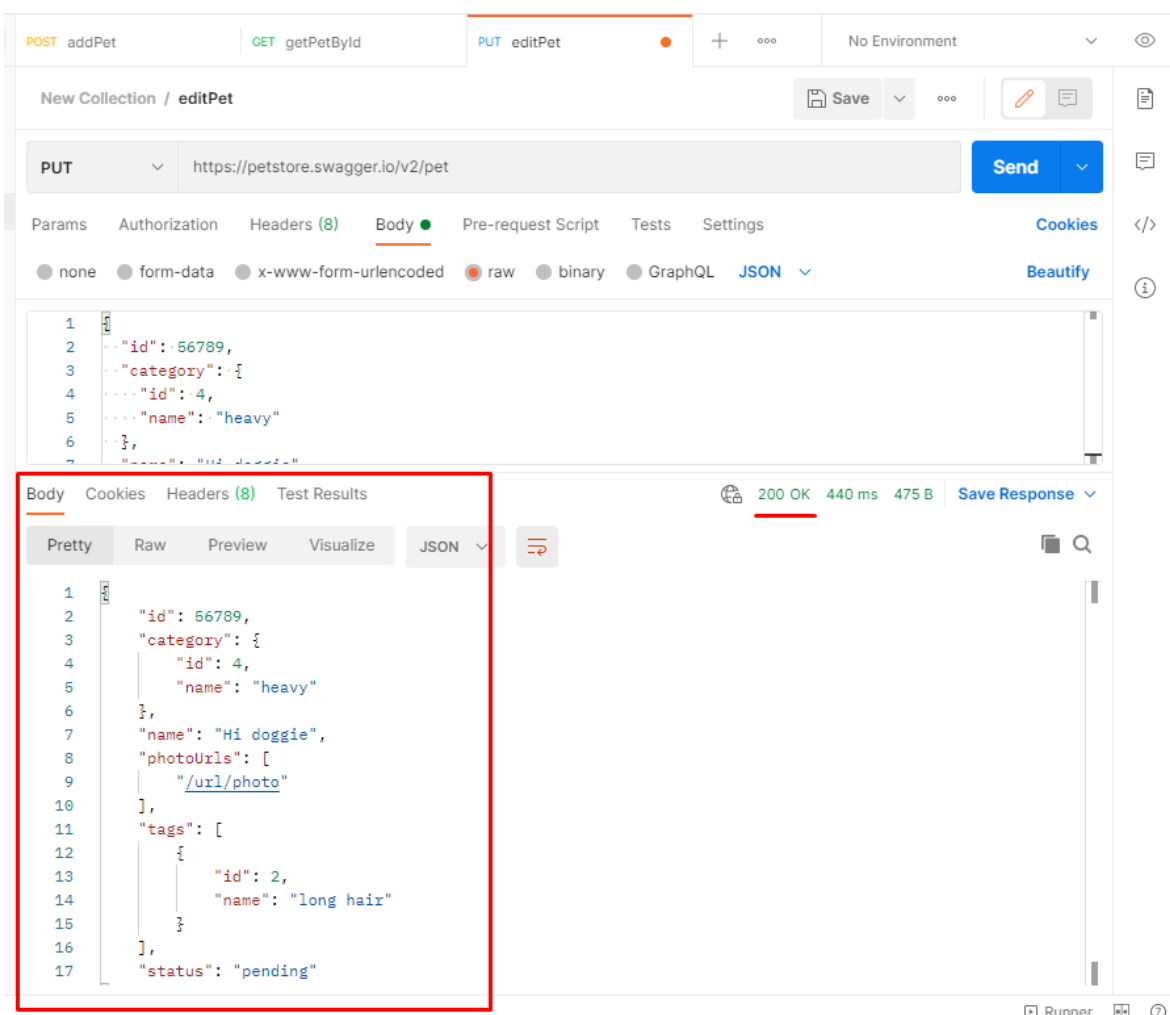 POST addPet GET getPetById PUT editPet No Environment
New Collection / editPet Save
PUT https://petstore.swagger.io/v2/pet Send
Params Authorization Headers (8) Body Pre-request Script Tests Settings Cookies
none form-data x-www-form-urlencoded raw binary GraphQL JSON Beautify
1 {
2 "id": 56789,
3 "category": {
4 "id": 4,
5 "name": "heavy"
6 },
7 "name": "Hi doggie"
Body Cookies Headers (8) Test Results 200 OK 440 ms 475 B Save Response
Pretty Raw Preview Visualize JSON
1 {
2 "id": 56789,
3 "category": {
4 "id": 4,
5 "name": "heavy"
6 },
7 "name": "Hi doggie",
8 "photoUrls": [
9 "/url/photo"
10 ],
11 "tags": [
12 {
13 "id": 2,
14 "name": "long hair"
15 }
16 ],
17 "status": "pending"
Runner